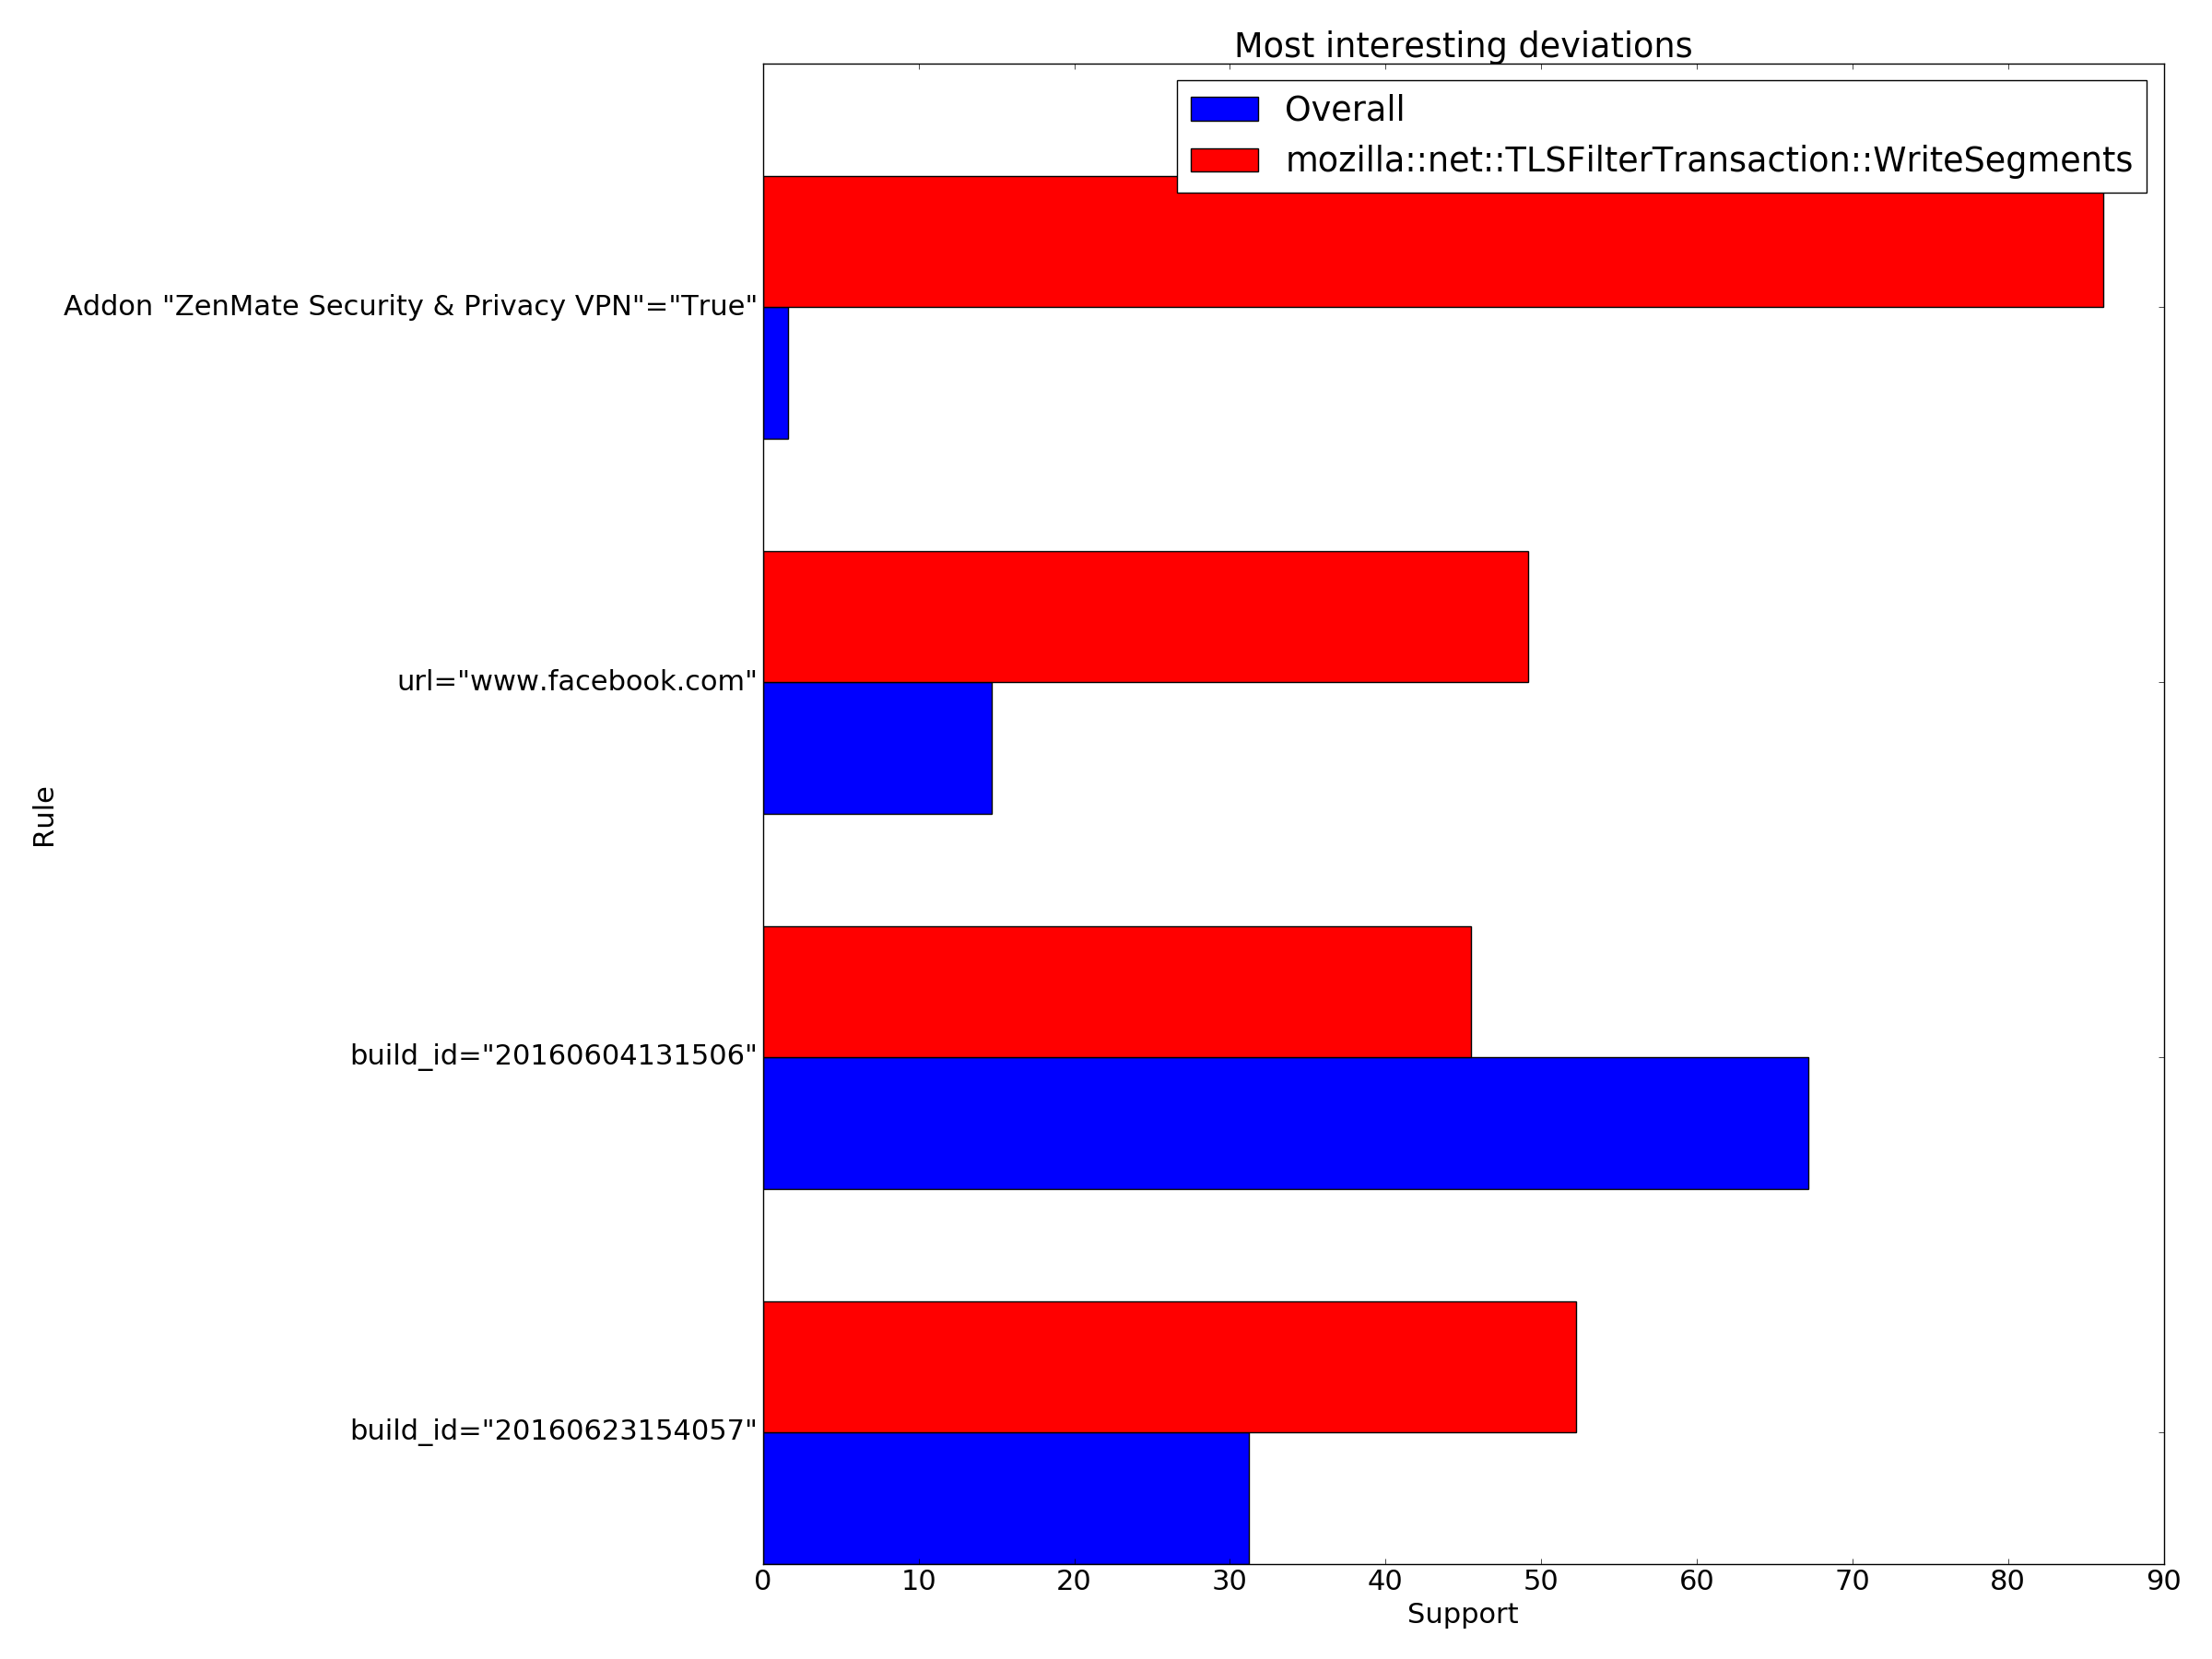 Most interesting deviations
Overall
mozilla::net::TLSFilterTransaction::WriteSegments
Addon "ZenMate Security & Privacy VPN"="True"
url="www.facebook.com"
Rule
build_id="20160604131506"
build_id="20160623154057"
0 10 20 30 40 50 60 70 80 90
Support